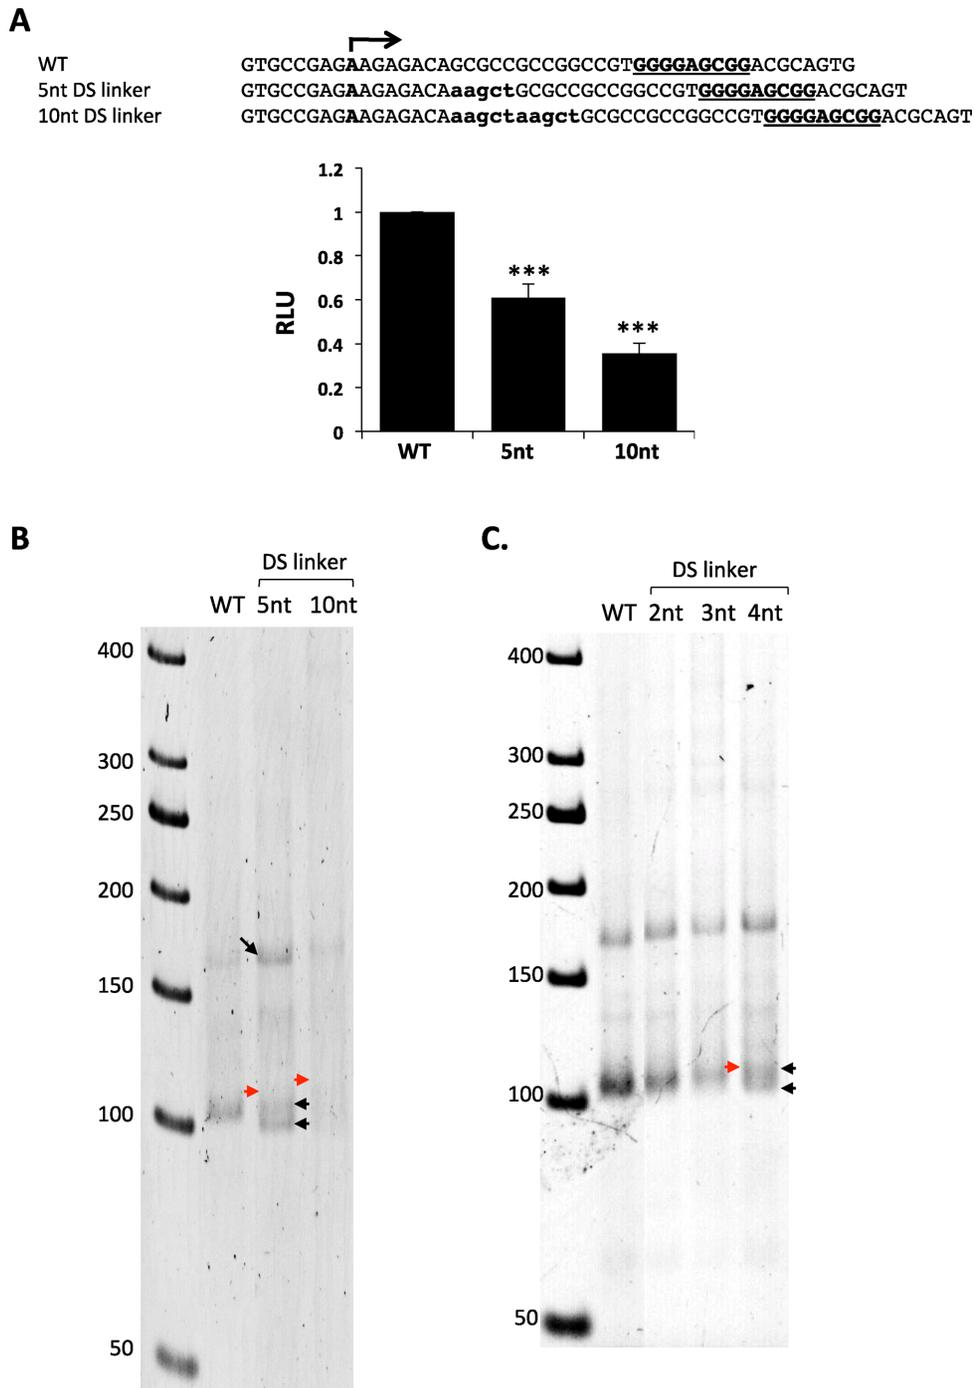 A
WT GTGCCGAGAAGAGACAGCGCCGCCGGCCGTGGGGAGCGGACGCAGTG
5nt DS linker GTGCCGAGAAGAGACAaagctGCGCCGCCGGCCGTGGGGAGCGGACGCAGT
10nt DS linker GTGCCGAGAAGAGACAaagctaagctGCGCCGCCGGCCGTGGGGAGCGGACGCAGT
1.2
1
0.8
0.6
0.4
0.2
0
RLU
***
***
WT 5nt 10nt
B
DS linker
WT 5nt 10nt
400
300
250
200
150
100
50
C.
DS linker
WT 2nt 3nt 4nt
400
300
250
200
150
100
50